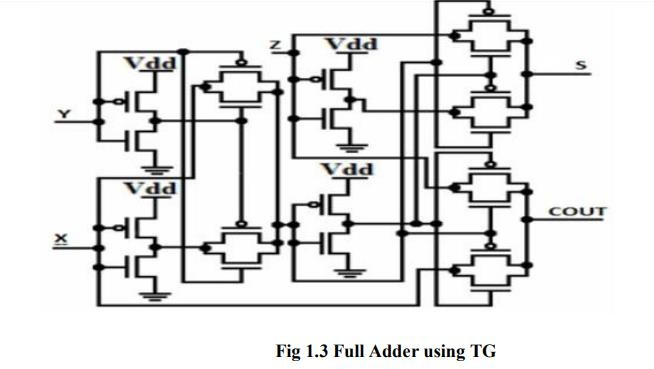 Z
Vdd
S
Vdd
Y
Vdd
Vdd
X
COUT
Fig 1.3 Full Adder using TG